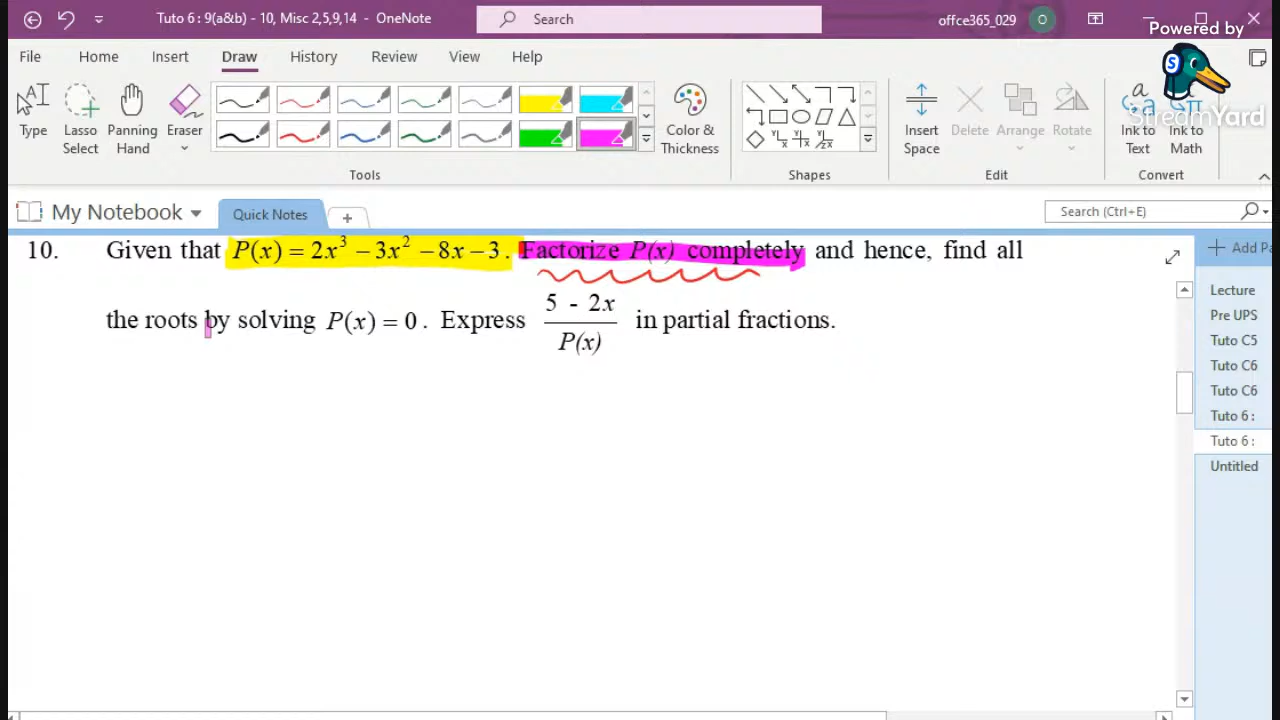 Tuto 6 : 9(a&b) - 10, Misc 2,5,9,14 - OneNote
Search
offce365_029
Powered by
StreamYard
File Home Insert Draw History Review View Help
Type
Lasso Select
Panning Hand
Eraser
Color & Thickness
Insert Space
Delete
Arrange
Rotate
Ink to Text
Ink to Math
Tools
Shapes
Edit
Convert
My Notebook
Quick Notes
Search (Ctrl+E)
10. Given that P(x) = 2x³ − 3x² − 8x − 3. Factorize P(x) completely and hence, find all
the roots by solving P(x) = 0. Express (5 - 2x)/P(x) in partial fractions.
Add Pa
Lecture
Pre UPS
Tuto C5
Tuto C6
Tuto C6
Tuto 6 :
Tuto 6 :
Untitled